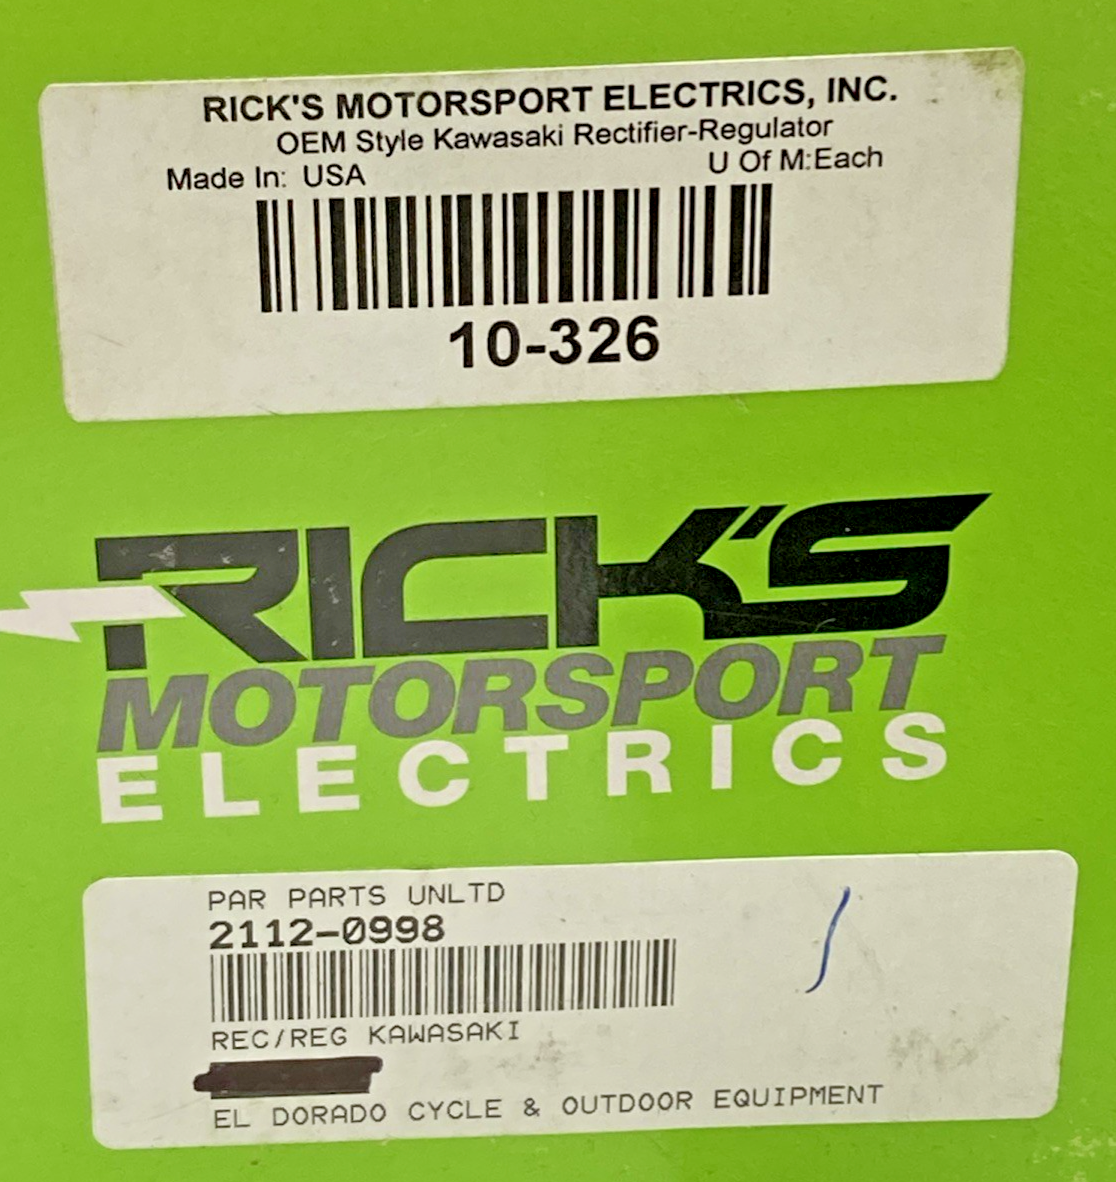 RICK'S MOTORSPORT ELECTRICS, INC.
OEM Style Kawasaki Rectifier-Regulator
Made In: USA U Of M:Each
10-326
RICK'S
MOTORSPORT
ELECTRICS
PAR PARTS UNLTD
2112-0998
REC/REG KAWASAKI
EL DORADO CYCLE & OUTDOOR EQUIPMENT